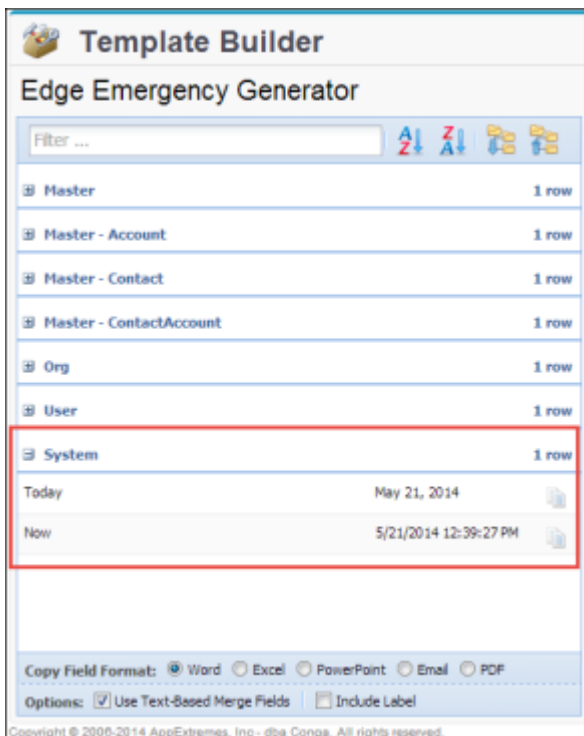 Template Builder
Edge Emergency Generator
Filter ...
Master 1 row
Master - Account 1 row
Master - Contact 1 row
Master - ContactAccount 1 row
Org 1 row
User 1 row
System 1 row
Today May 21, 2014
Now 5/21/2014 12:39:27 PM
Copy Field Format: Word Excel PowerPoint Email PDF
Options: Use Text-Based Merge Fields Include Label
Copyright © 2006-2014 AppExtremes, Inc - dba Conga. All rights reserved.